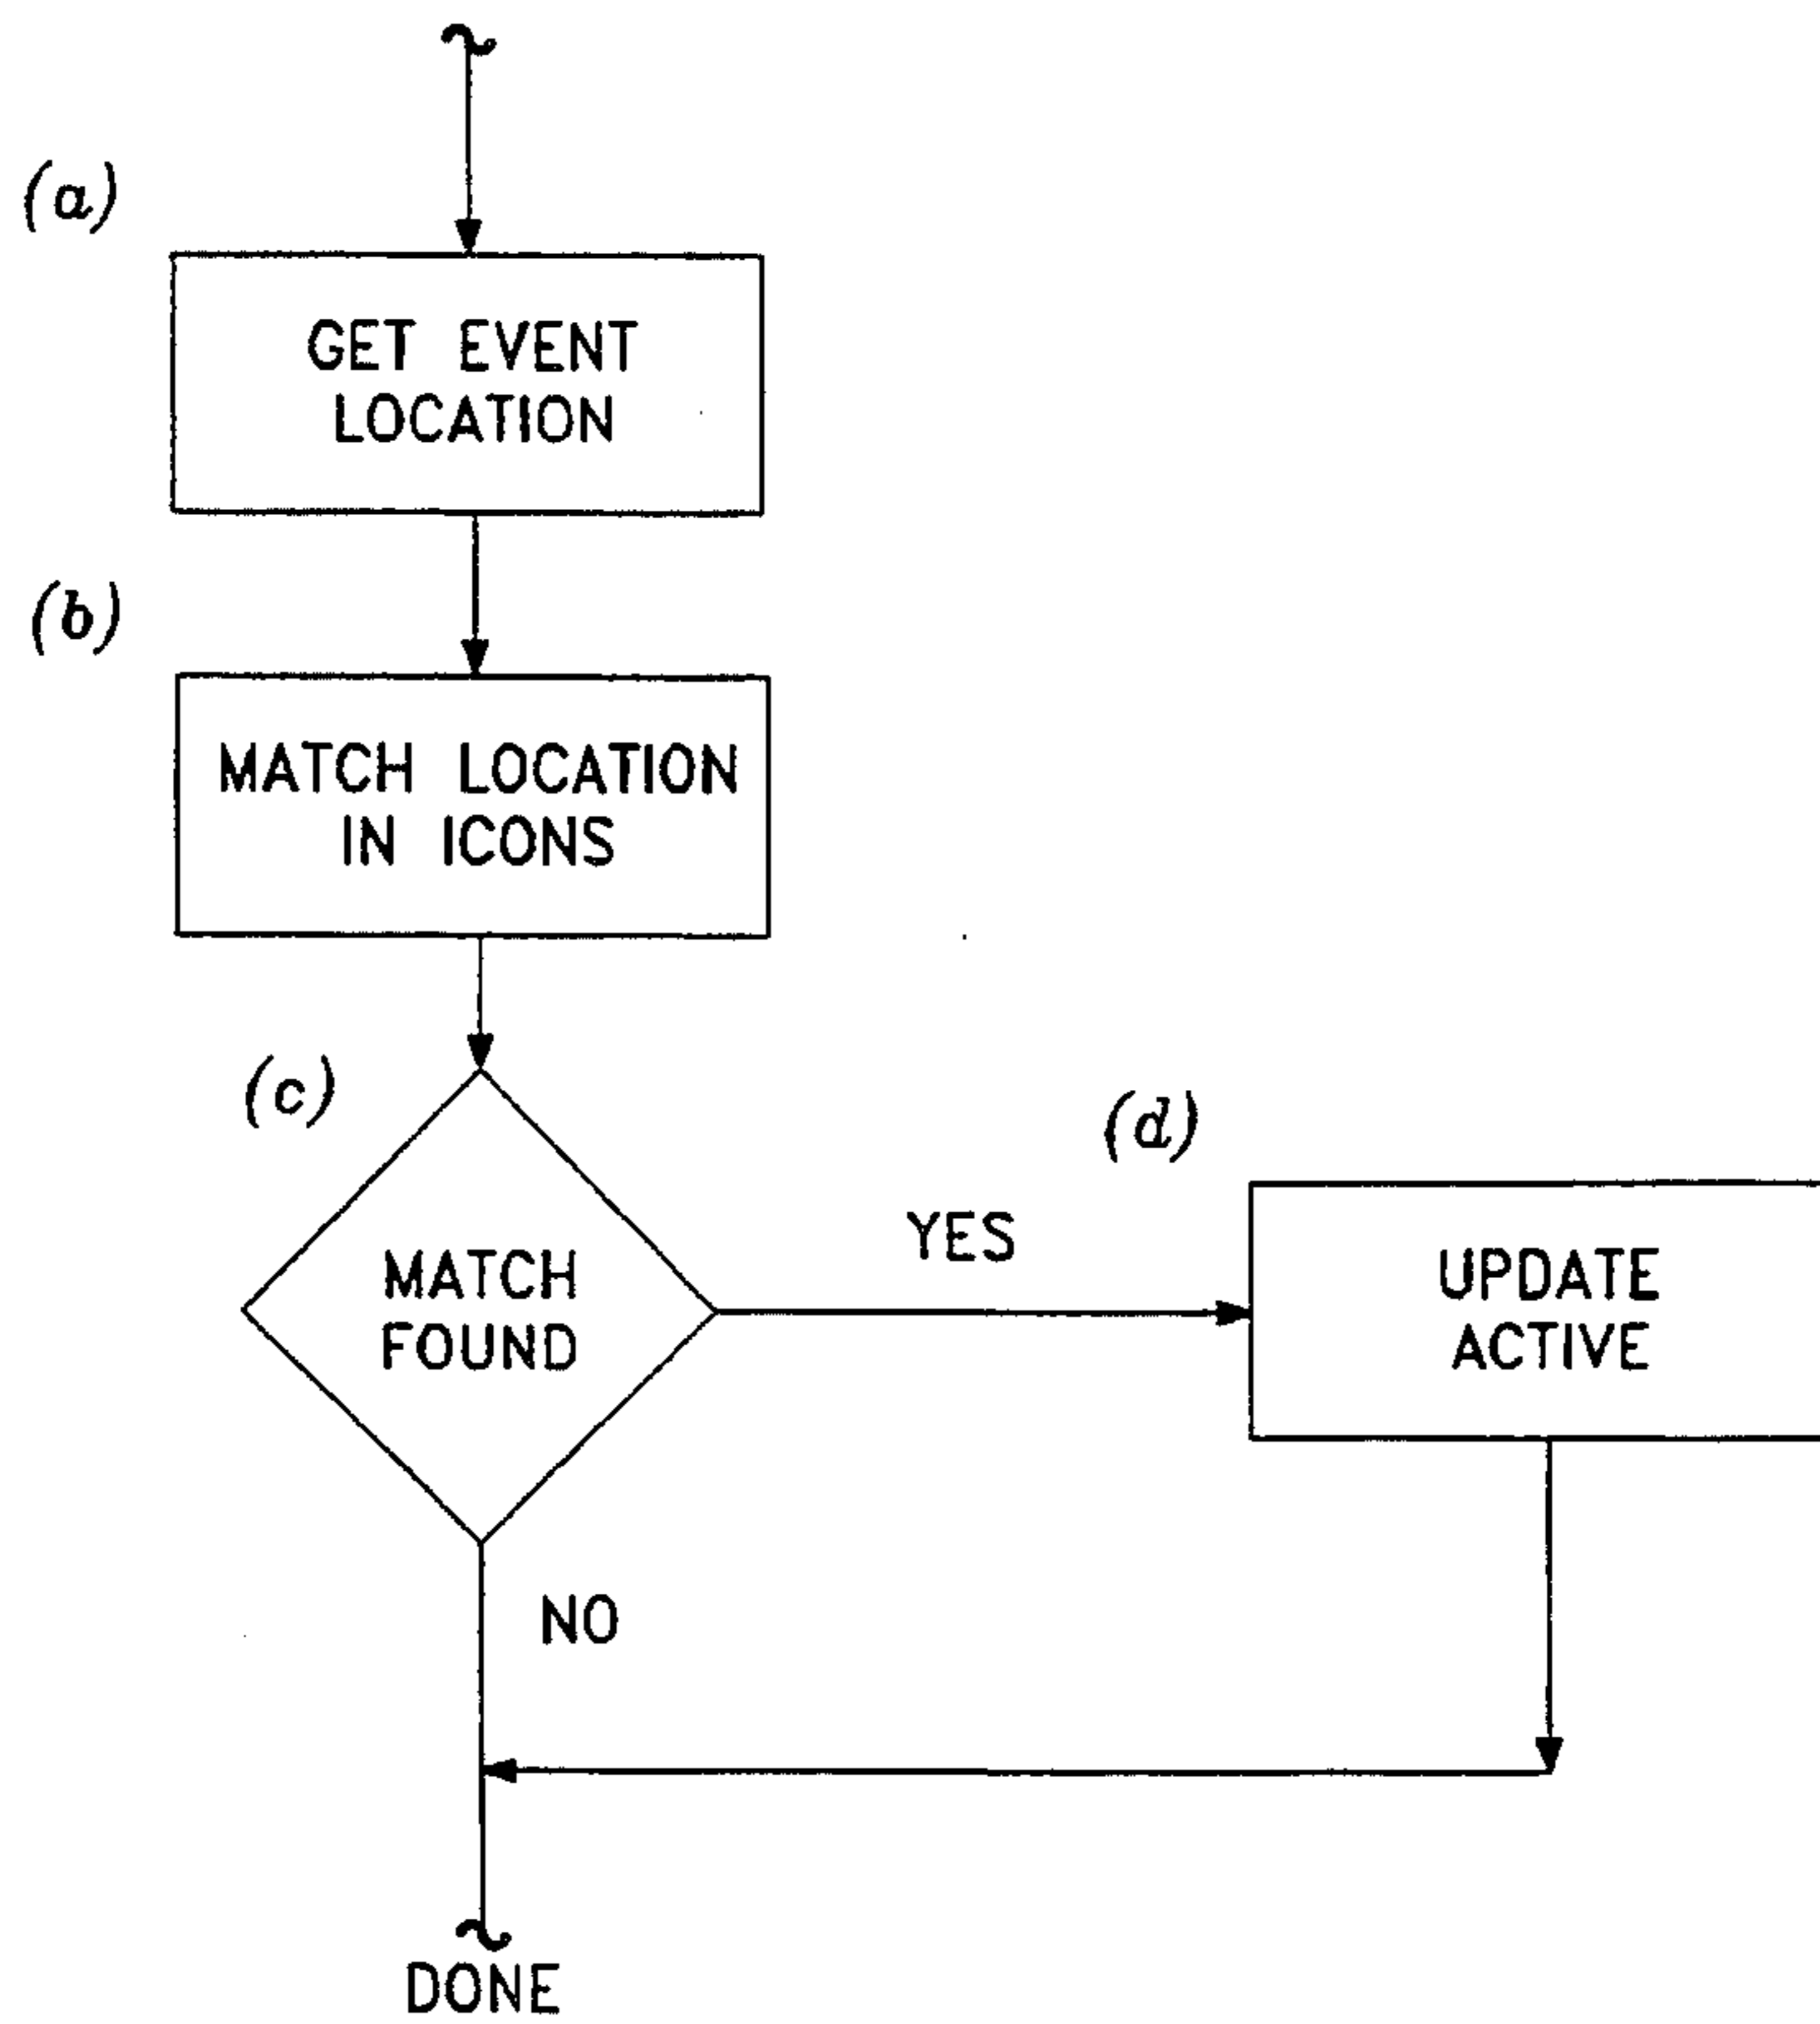 (a)
GET EVENT
LOCATION
(b)
MATCH LOCATION
IN ICONS
(c)
MATCH
FOUND
YES
(d)
UPDATE
ACTIVE
NO
DONE